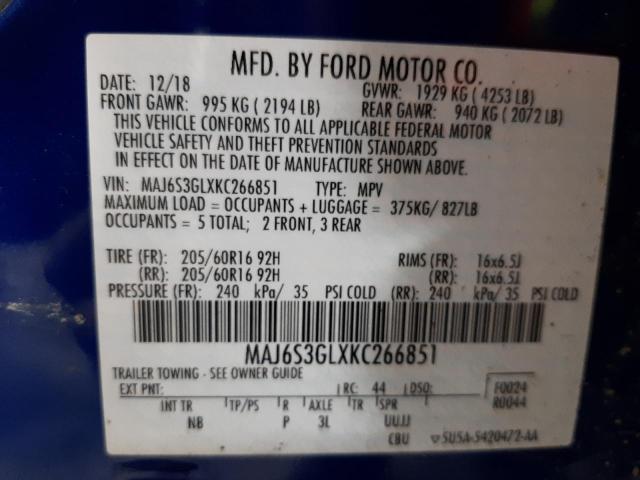 MFD. BY FORD MOTOR CO.
DATE: 12/18 GVWR: 1929 KG ( 4253 LB)
FRONT GAWR: 995 KG ( 2194 LB) REAR GAWR: 940 KG ( 2072 LB)
THIS VEHICLE CONFORMS TO ALL APPLICABLE FEDERAL MOTOR
VEHICLE SAFETY AND THEFT PREVENTION STANDARDS
IN EFFECT ON THE DATE OF MANUFACTURE SHOWN ABOVE.
VIN: MAJ6S3GLXKC266851 TYPE: MPV
MAXIMUM LOAD = OCCUPANTS + LUGGAGE = 375KG/ 827LB
OCCUPANTS = 5 TOTAL; 2 FRONT, 3 REAR
TIRE (FR): 205/60R16 92H RIMS (FR): 16x6.5J
(RR): 205/60R16 92H (RR): 16x6.5J
PRESSURE (FR): 240 kPa/ 35 PSI COLD (RR): 240 kPa/ 35 PSI COLD
MAJ6S3GLXKC266851
TRAILER TOWING - SEE OWNER GUIDE
EXT PNT: RC: 44 DSO: F0024
R0044
INT TR TP/PS R AXLE TR SPR
NB P 3L UUJJ
CBU 5U5A-5420472-AA